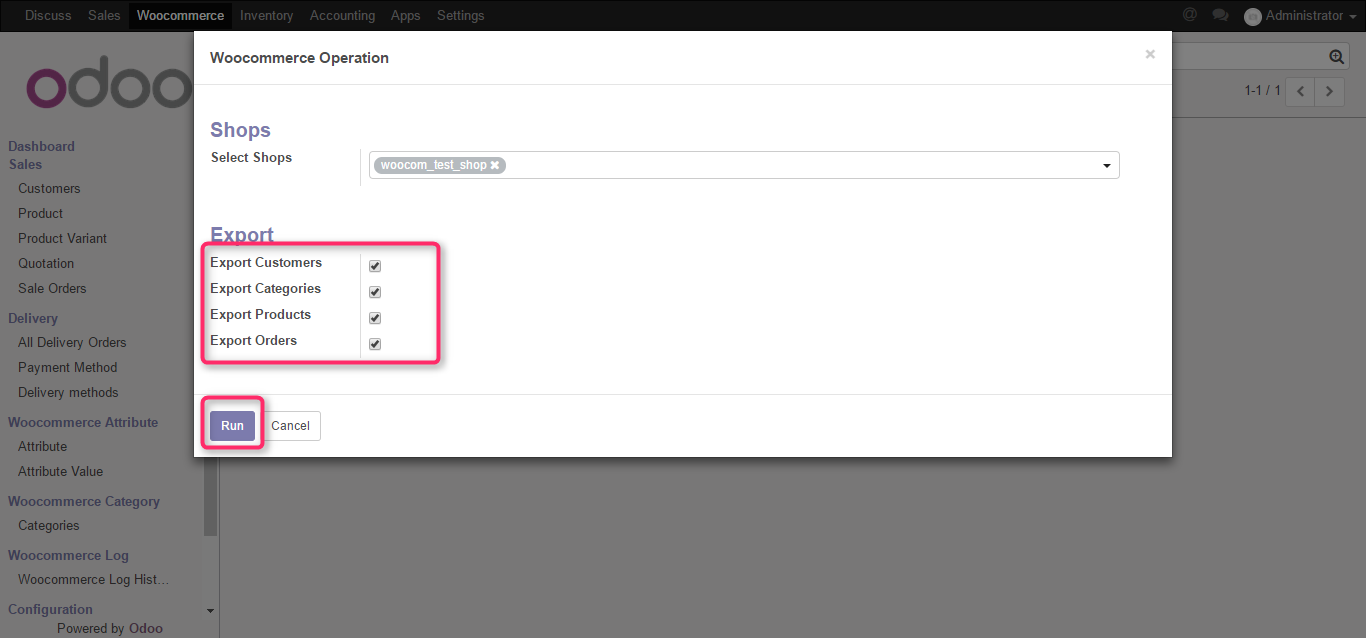 Discuss Sales Woocommerce Inventory Accounting Apps Settings @ Administrator
odoo
Woocommerce Operation ×
1-1 / 1
Shops
Select Shops woocom_test_shop ✖
Export
Export Customers
Export Categories
Export Products
Export Orders
Run Cancel
Dashboard
Sales
Customers
Product
Product Variant
Quotation
Sale Orders
Delivery
All Delivery Orders
Payment Method
Delivery methods
Woocommerce Attribute
Attribute
Attribute Value
Woocommerce Category
Categories
Woocommerce Log
Woocommerce Log Hist...
Configuration
Powered by Odoo